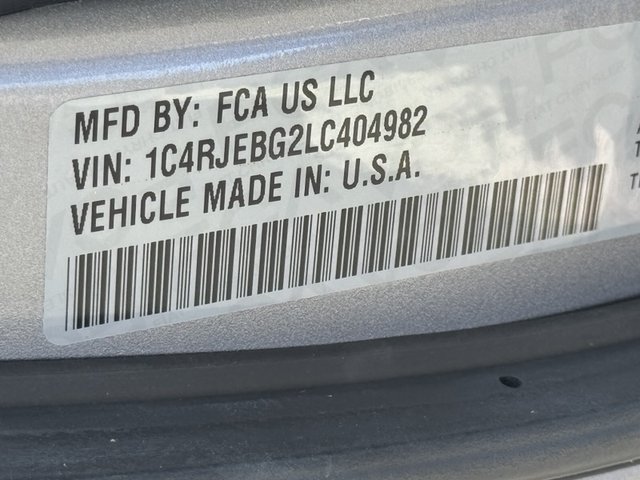 MFD BY: FCA US LLC
VIN: 1C4RJEBG2LC404982
VEHICLE MADE IN: U.S.A.